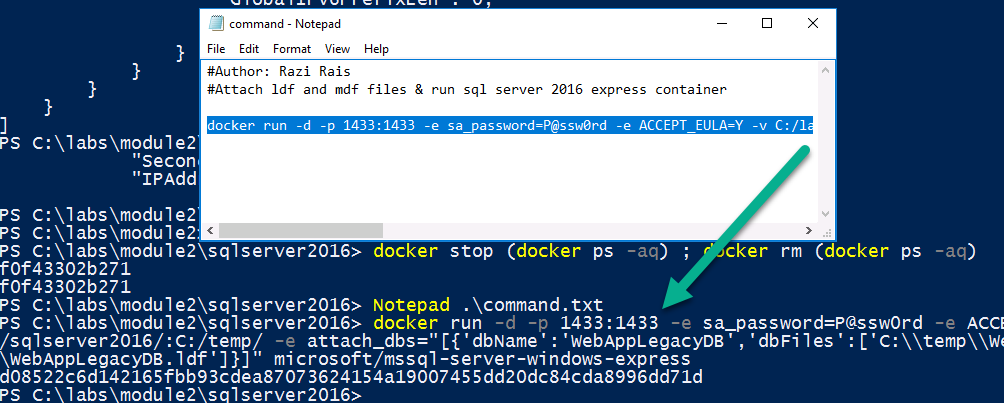 GlobalIPv6PrefixLen : 0,
command - Notepad
File Edit Format View Help
#Author: Razi Rais
#Attach ldf and mdf files & run sql server 2016 express container
docker run -d -p 1433:1433 -e sa_password=P@ssw0rd -e ACCEPT_EULA=Y -v C:/la
}
}
}
}
]
PS C:\labs\module2\
"Secon
"IPAdd
PS C:\labs\module2\
PS C:\labs\module2\
PS C:\labs\module2\sqlserver2016> docker stop (docker ps -aq) ; docker rm (docker ps -aq)
f0f43302b271
f0f43302b271
PS C:\labs\module2\sqlserver2016> Notepad .\command.txt
PS C:\labs\module2\sqlserver2016> docker run -d -p 1433:1433 -e sa_password=P@ssw0rd -e ACCE
/sqlserver2016/:C:/temp/ -e attach_dbs="[{'dbName':'WebAppLegacyDB','dbFiles':['C:\\temp\\We
\WebAppLegacyDB.ldf']}]" microsoft/mssql-server-windows-express
d08522c6d142165fbb93cdea87073624154a19007455dd20dc84cda8996dd71d
PS C:\labs\module2\sqlserver2016>